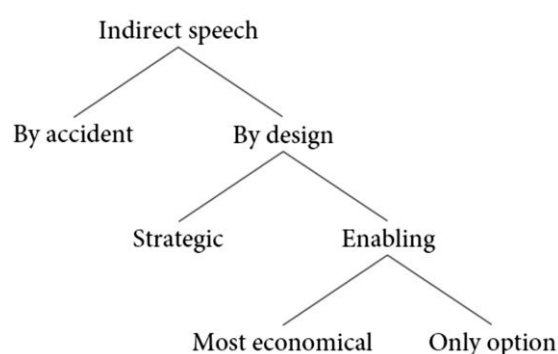 Indirect speech
By accident
By design
Strategic
Enabling
Most economical
Only option